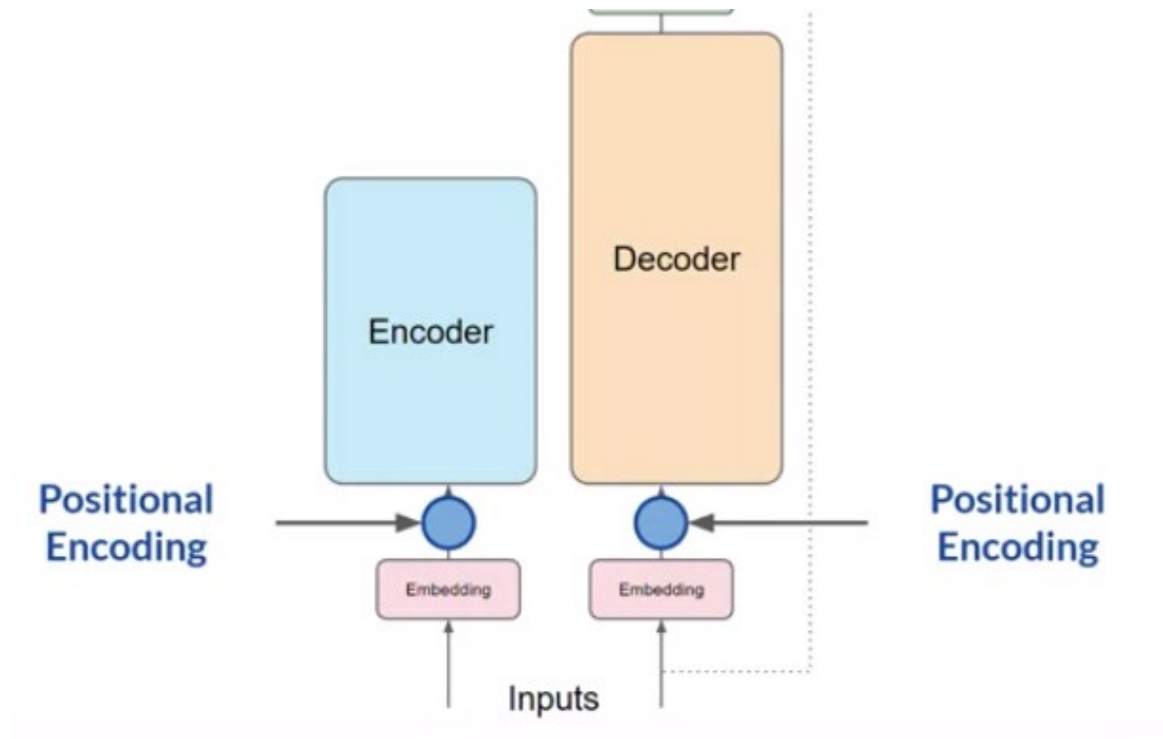 Decoder
Encoder
Positional
Encoding
Positional
Encoding
Embedding
Embedding
Inputs